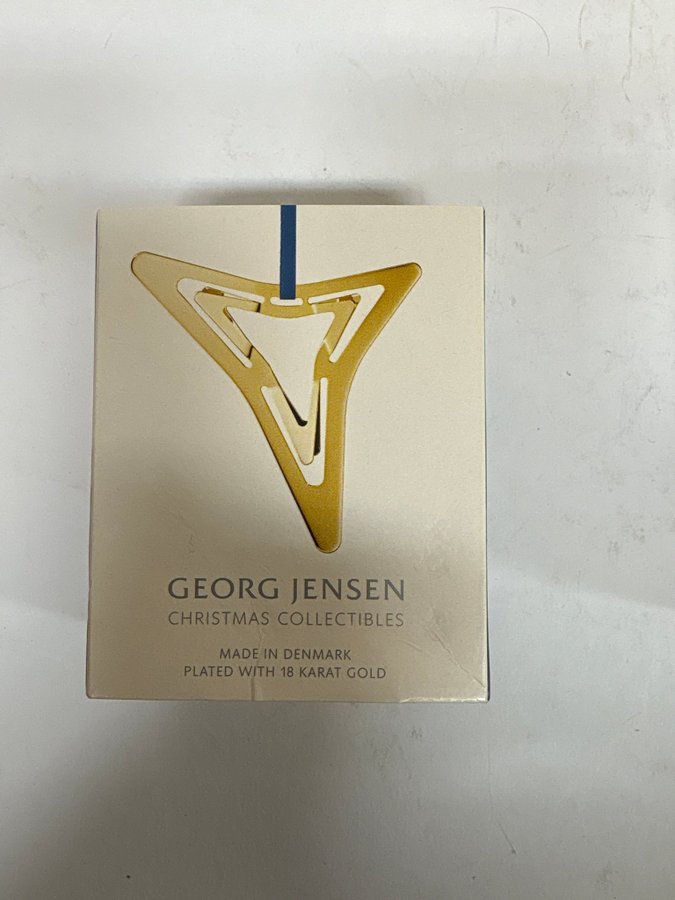 GEORG JENSEN
CHRISTMAS COLLECTIBLES
MADE IN DENMARK
PLATED WITH 18 KARAT GOLD